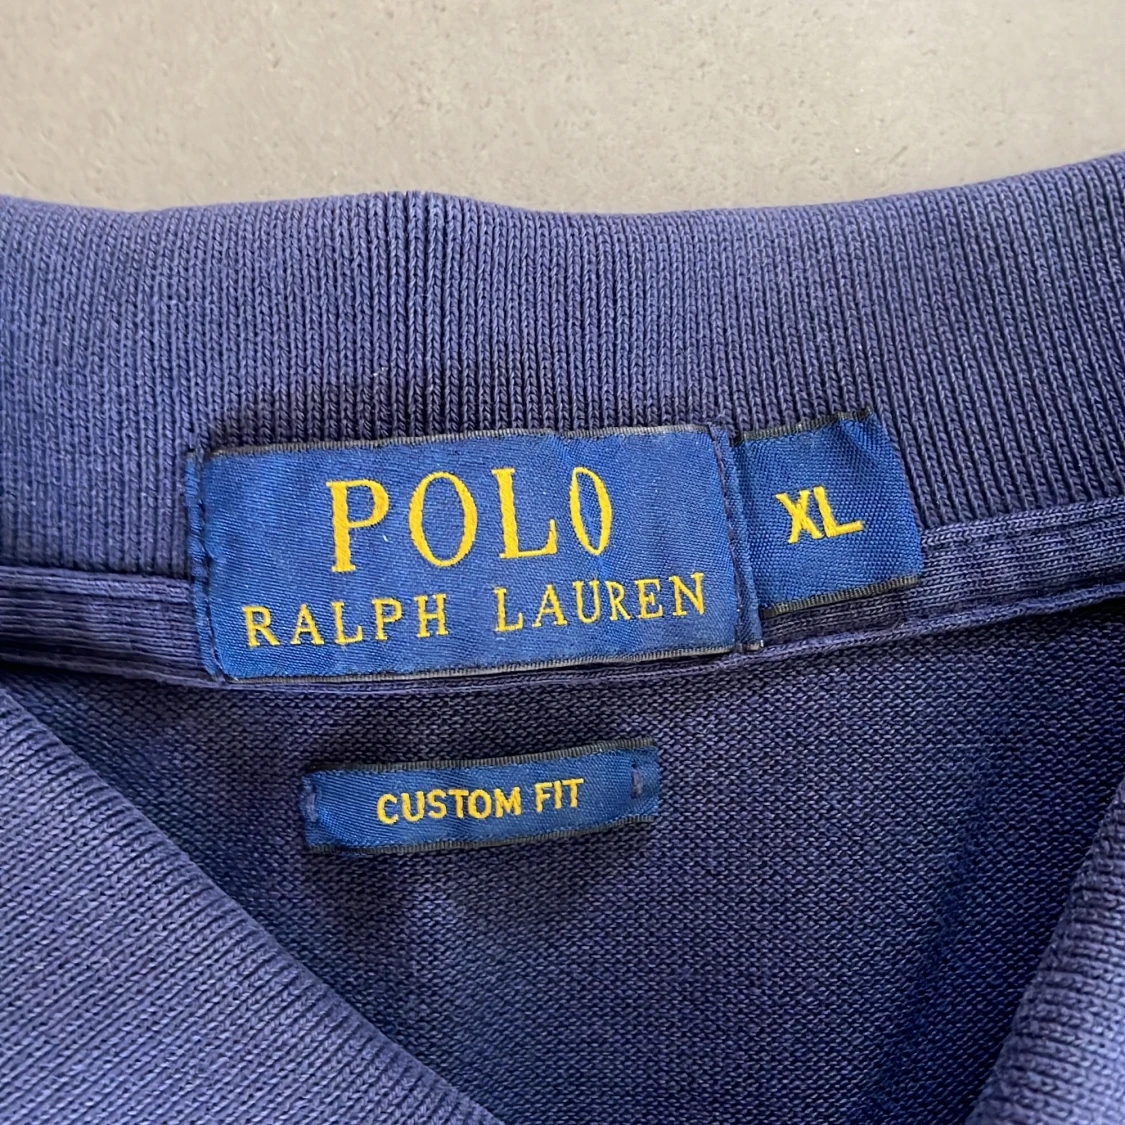 POLO
RALPH LAUREN
XL
CUSTOM FIT